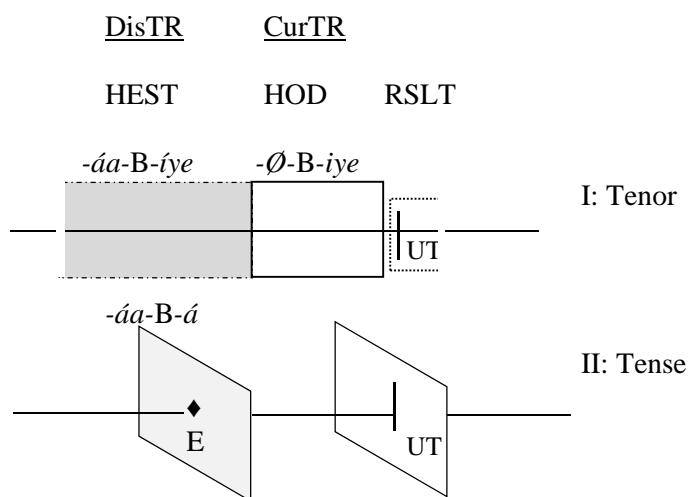 DisTR CurTR
HEST HOD RSLT
-áa-B-íye -Ø-B-iye
I: Tenor
UT
-áa-B-á
II: Tense
E UT